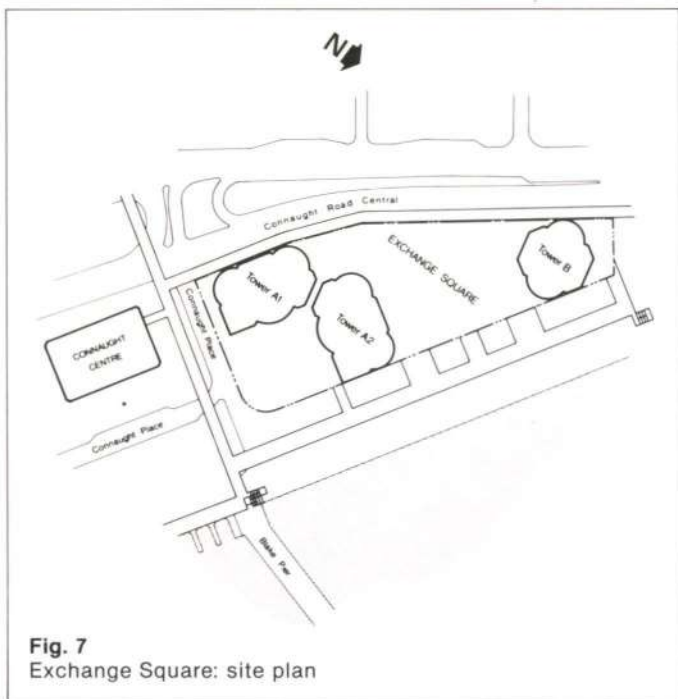 N
Connaught Road Central
EXCHANGE SQUARE
Tower B
Tower A1
Tower A2
Connaught Place
CONNAUGHT
CENTRE
Connaught Place
Blake Pier
Fig. 7
Exchange Square: site plan